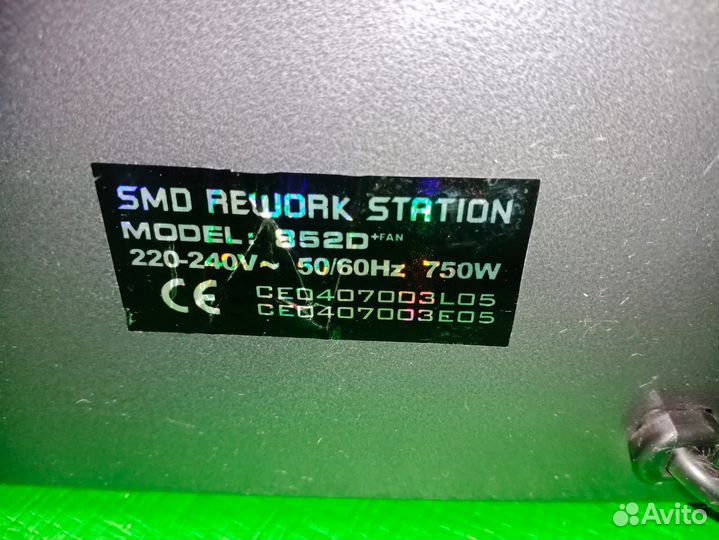 SMD REWORK STATION
MODEL: 852D+FAN
220-240V~ 50/60Hz 750W
CE CE0407003L05
CE0407003E05
Avito